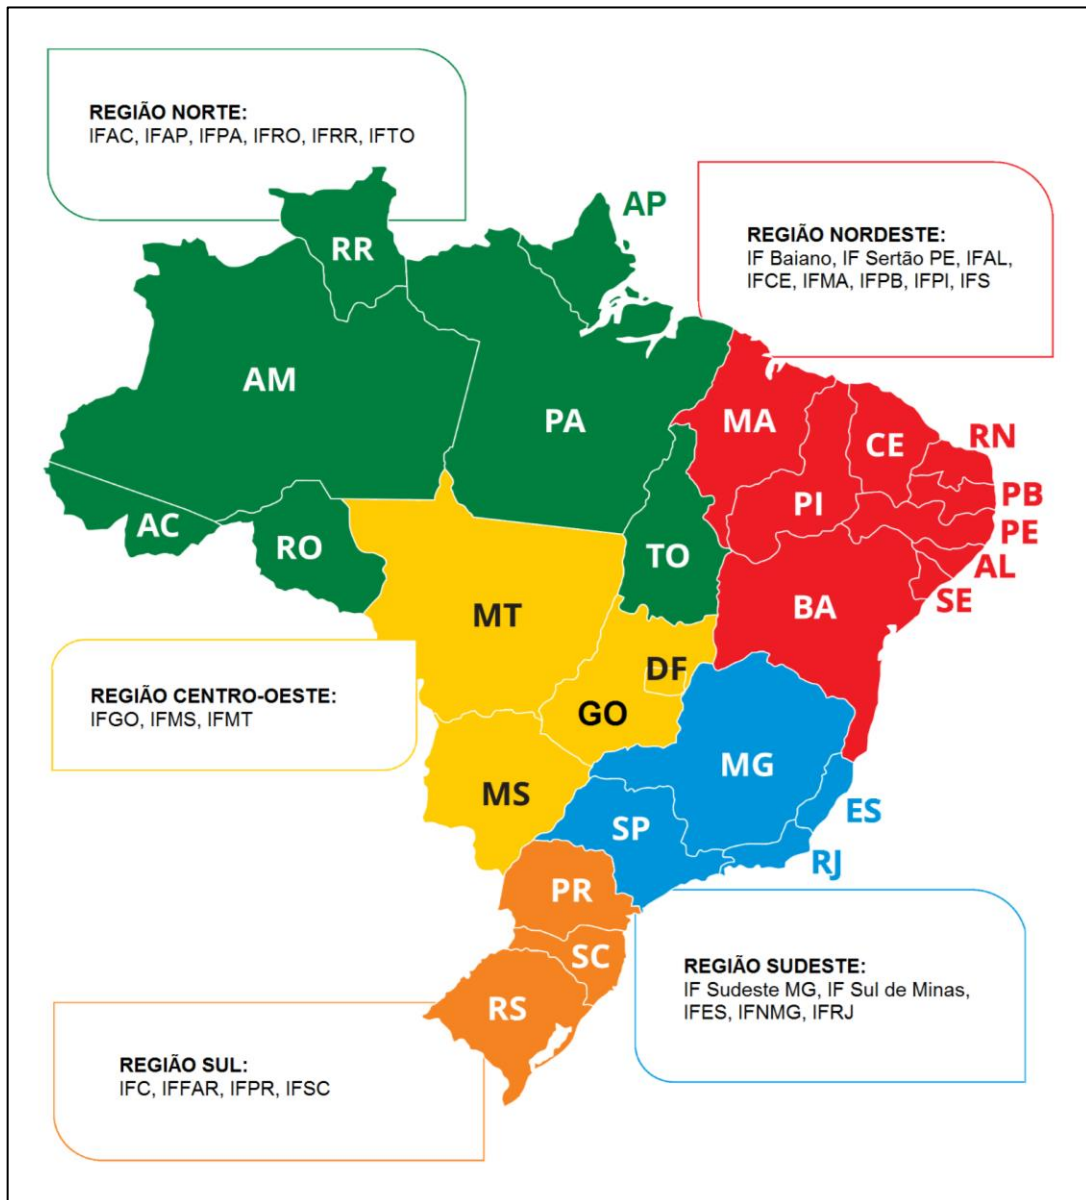 REGIÃO NORTE:
IFAC, IFAP, IFPA, IFRO, IFRR, IFTO
REGIÃO NORDESTE:
IF Baiano, IF Sertão PE, IFAL,
IFCE, IFMA, IFPB, IFPI, IFS
AP
RR
AM
PA
MA
CE
RN
PB
PI
PE
AC
RO
TO
AL
SE
BA
MT
DF
GO
REGIÃO CENTRO-OESTE:
IFGO, IFMS, IFMT
MG
MS
ES
SP
RJ
PR
SC
RS
REGIÃO SUDESTE:
IF Sudeste MG, IF Sul de Minas,
IFES, IFNMG, IFRJ
REGIÃO SUL:
IFC, IFFAR, IFPR, IFSC